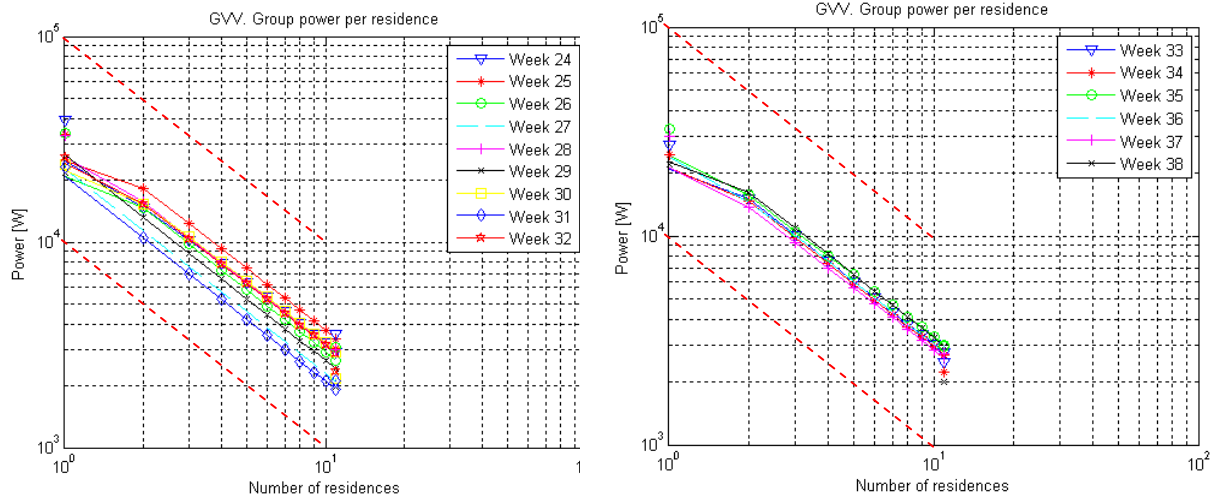 GVV. Group power per residence
10^5
10^4
10^3
Power [W]
Week 24
Week 25
Week 26
Week 27
Week 28
Week 29
Week 30
Week 31
Week 32
10^0
10^1
1
Number of residences
GVV. Group power per residence
10^5
10^4
10^3
Power [W]
Week 33
Week 34
Week 35
Week 36
Week 37
Week 38
10^0
10^1
10^2
Number of residences